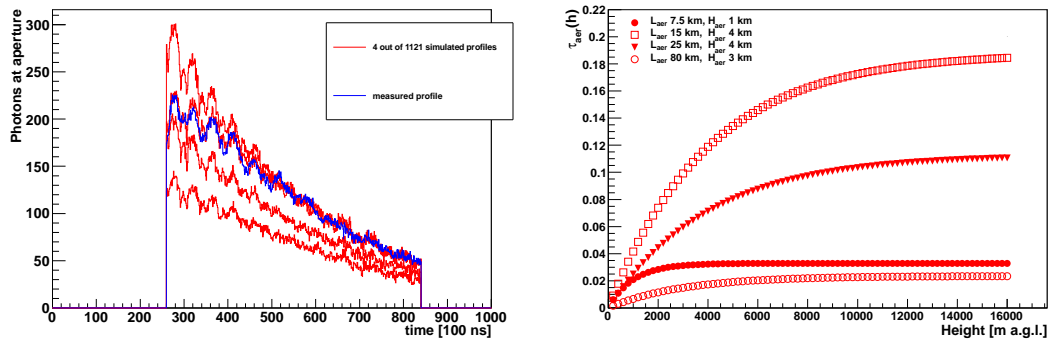 Photons at aperture
300
250
200
150
100
50
0
0 100 200 300 400 500 600 700 800 900 1000
time [100 ns]
4 out of 1121 simulated profiles
measured profile
τaer(h)
0.22
0.2
0.18
0.16
0.14
0.12
0.1
0.08
0.06
0.04
0.02
0
0 2000 4000 6000 8000 10000 12000 14000 16000
Height [m a.g.l.]
Laer 7.5 km, Haer 1 km
Laer 15 km, Haer 4 km
Laer 25 km, Haer 4 km
Laer 80 km, Haer 3 km